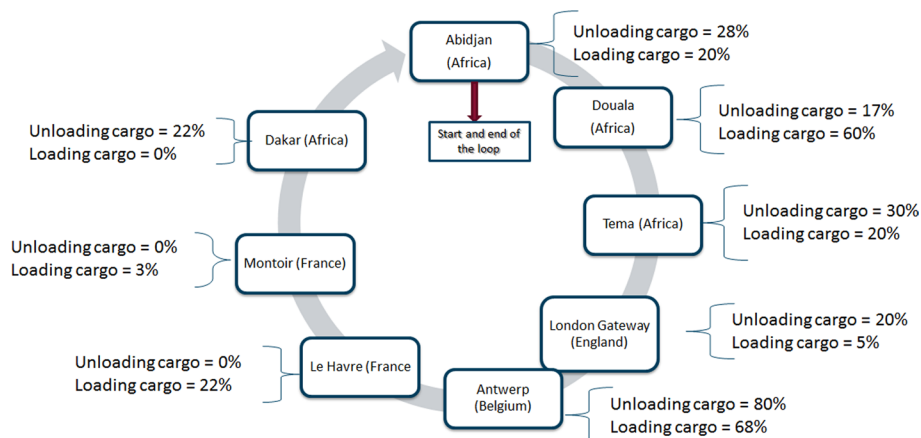 Abidjan
(Africa)
Unloading cargo = 28%
Loading cargo = 20%
Start and end of
the loop
Douala
(Africa)
Unloading cargo = 17%
Loading cargo = 60%
Tema (Africa)
Unloading cargo = 30%
Loading cargo = 20%
London Gateway
(England)
Unloading cargo = 20%
Loading cargo = 5%
Antwerp
(Belgium)
Unloading cargo = 80%
Loading cargo = 68%
Le Havre (France
Unloading cargo = 0%
Loading cargo = 22%
Montoir (France)
Unloading cargo = 0%
Loading cargo = 3%
Dakar (Africa)
Unloading cargo = 22%
Loading cargo = 0%